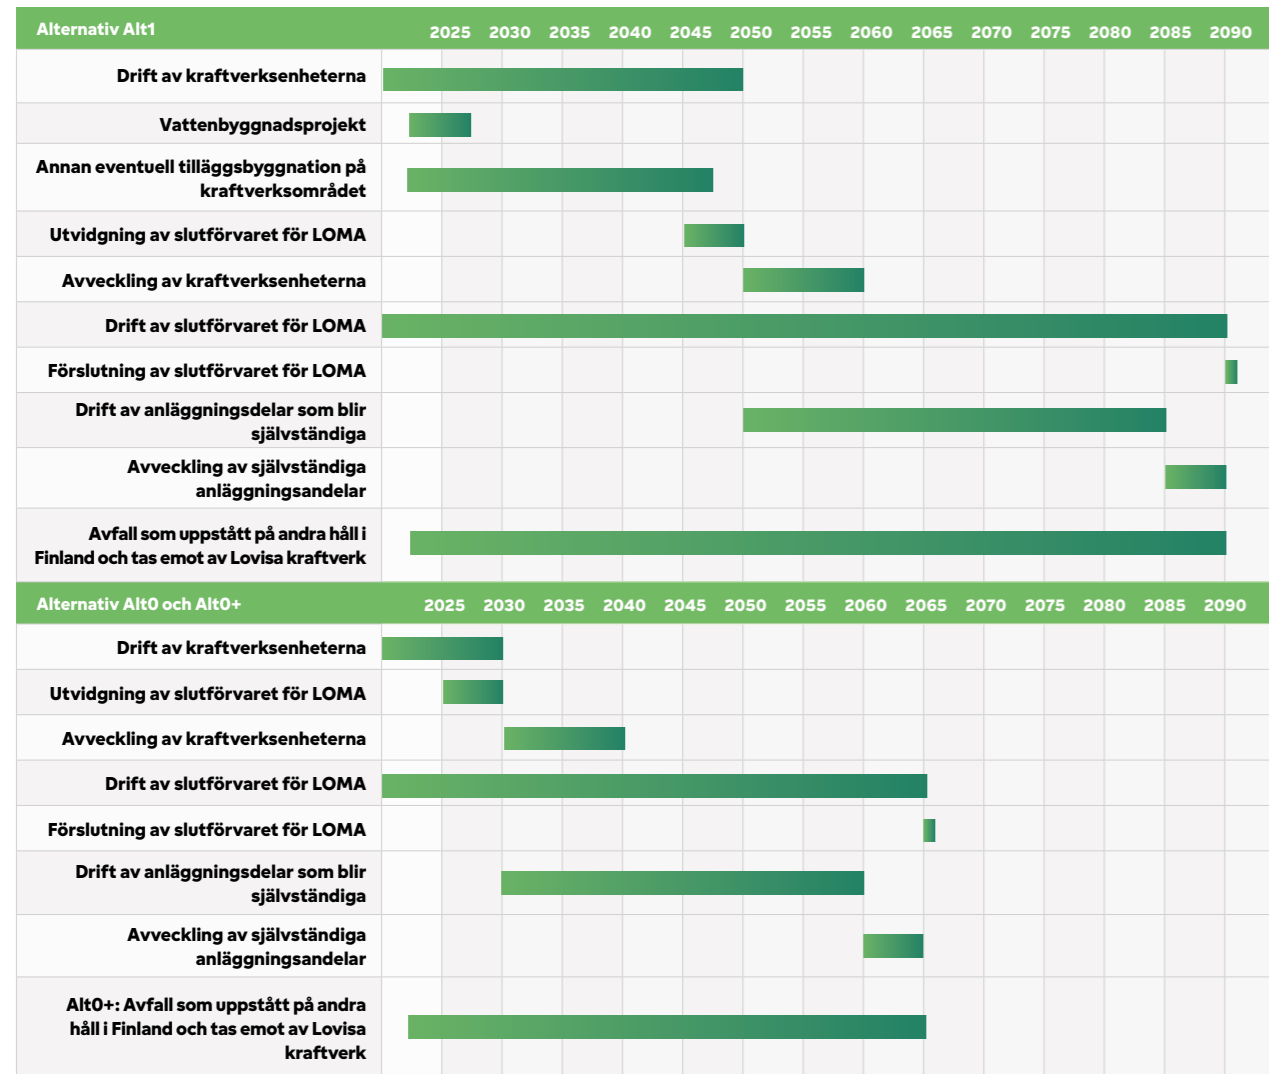 Alternativ Alt1 2025 2030 2035 2040 2045 2050 2055 2060 2065 2070 2075 2080 2085 2090
Drift av kraftverksenheterna
Vattenbyggnadsprojekt
Annan eventuell tilläggsbyggnation på
kraftverksområdet
Utvidgning av slutförvaret för LOMA
Avveckling av kraftverksenheterna
Drift av slutförvaret för LOMA
Förslutning av slutförvaret för LOMA
Drift av anläggningsdelar som blir
självständiga
Avveckling av självständiga
anläggningsandelar
Avfall som uppstått på andra håll i
Finland och tas emot av Lovisa kraftverk
Alternativ Alt0 och Alt0+ 2025 2030 2035 2040 2045 2050 2055 2060 2065 2070 2075 2080 2085 2090
Drift av kraftverksenheterna
Utvidgning av slutförvaret för LOMA
Avveckling av kraftverksenheterna
Drift av slutförvaret för LOMA
Förslutning av slutförvaret för LOMA
Drift av anläggningsdelar som blir
självständiga
Avveckling av självständiga
anläggningsandelar
Alt0+: Avfall som uppstått på andra
håll i Finland och tas emot av Lovisa
kraftverk